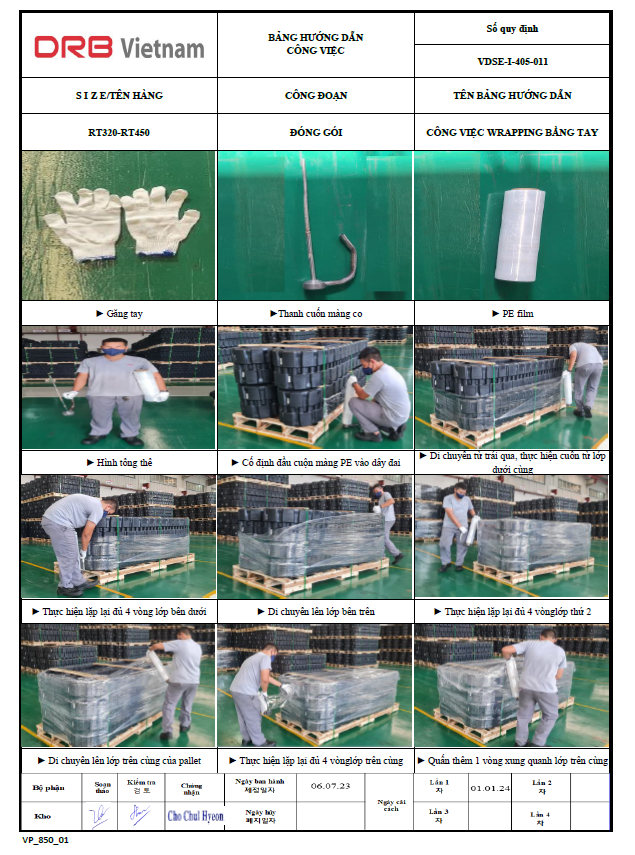 DRB Vietnam
BẢNG HƯỚNG DẪN
CÔNG VIỆC
Số quy định
VDSE-I-405-011
S I Z E/TÊN HÀNG
CÔNG ĐOẠN
TÊN BẢNG HƯỚNG DẪN
RT320-RT450
ĐÓNG GÓI
CÔNG VIỆC WRAPPING BẰNG TAY
►Găng tay
►Thanh cuốn màng co
►PE film
►Hình tổng thể
►Cố định đầu cuộn màng PE vào dây đai
►Di chuyển từ trái qua, thực hiện cuốn từ lớp
dưới cùng
►Thực hiện lặp lại đủ 4 vòng lớp bên dưới
►Di chuyển lên lớp bên trên
►Thực hiện lặp lại đủ 4 vònglớp thứ 2
►Di chuyển lên lớp trên cùng của pallet
►Thực hiện lặp lại đủ 4 vònglớp trên cùng
►Quấn thêm 1 vòng xung quanh lớp trên cùng
Bộ phận
Soạn
thảo
Kiểm tra
검 토
Chứng
nhận
Ngày ban hành
제정일자
06.07.23
Ngày cải
cách
Lần 1
차
01.01.24
Lần 2
차
Kho
Cho Chul Hyeon
Ngày hủy
폐지일자
Lần 3
차
Lần 4
차
VP_850_01